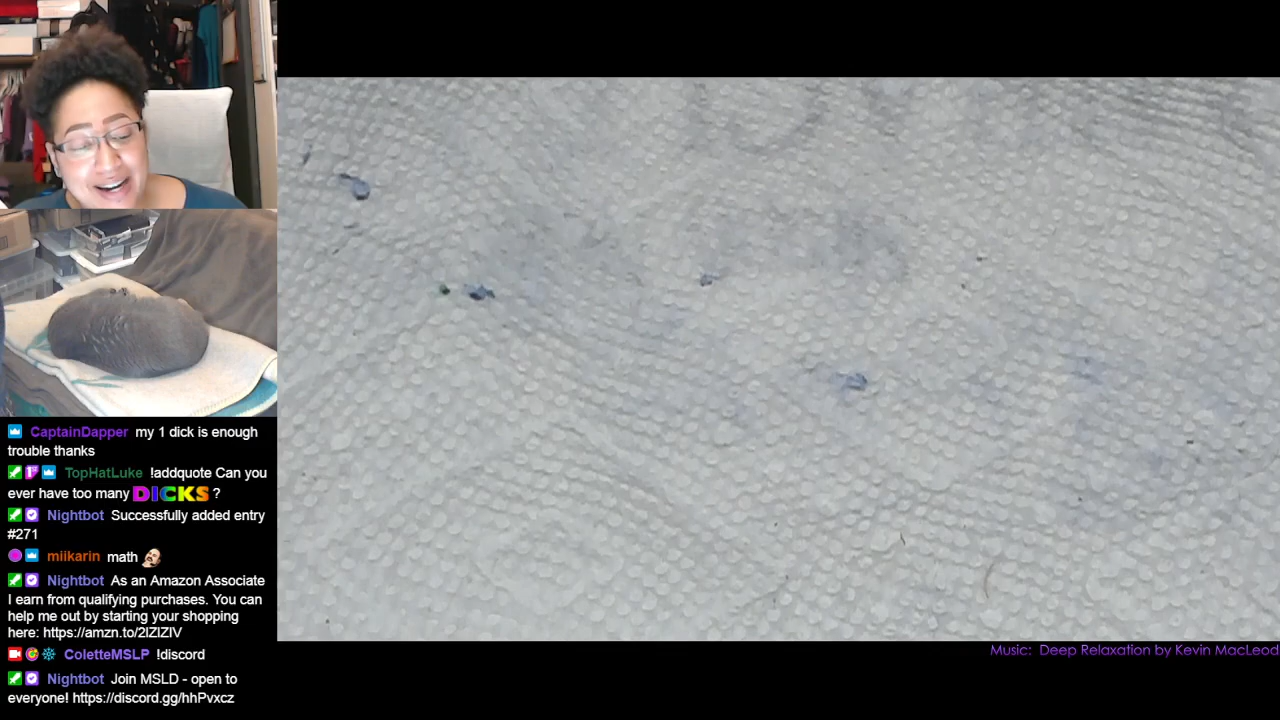 CaptainDapper my 1 dick is enough
trouble thanks
TopHatLuke !addquote Can you
ever have too many DICKS ?
Nightbot Successfully added entry
#271
miikarin math
Nightbot As an Amazon Associate
I earn from qualifying purchases. You can
help me out by starting your shopping
here: https://amzn.to/2IZlZIV
ColetteMSLP !discord
Nightbot Join MSLD - open to
everyone! https://discord.gg/hhPvxcz
Music: Deep Relaxation by Kevin MacLeod